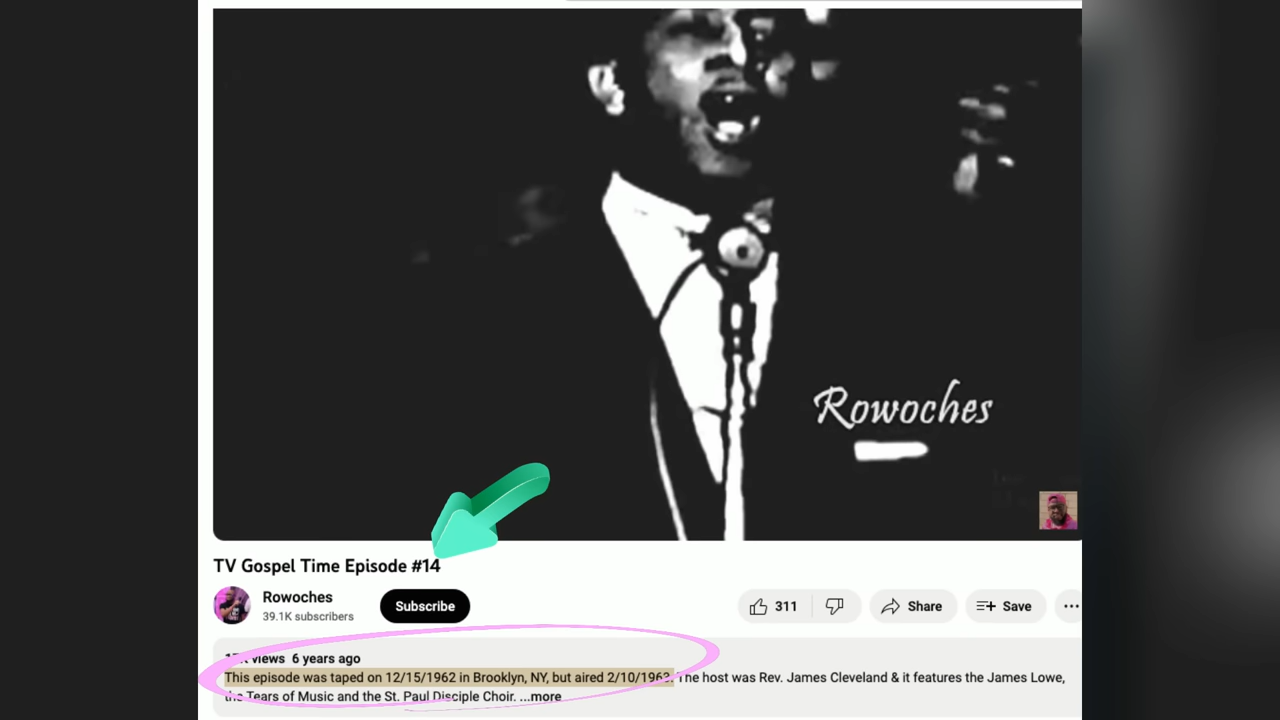 Rowoches
TV Gospel Time Episode #14
Rowoches
39.1K subscribers
Subscribe
311
Share
Save
views 6 years ago
This episode was taped on 12/15/1962 in Brooklyn, NY, but aired 2/10/1963. The host was Rev. James Cleveland & it features the James Lowe,
the Tears of Music and the St. Paul Disciple Choir. ...more